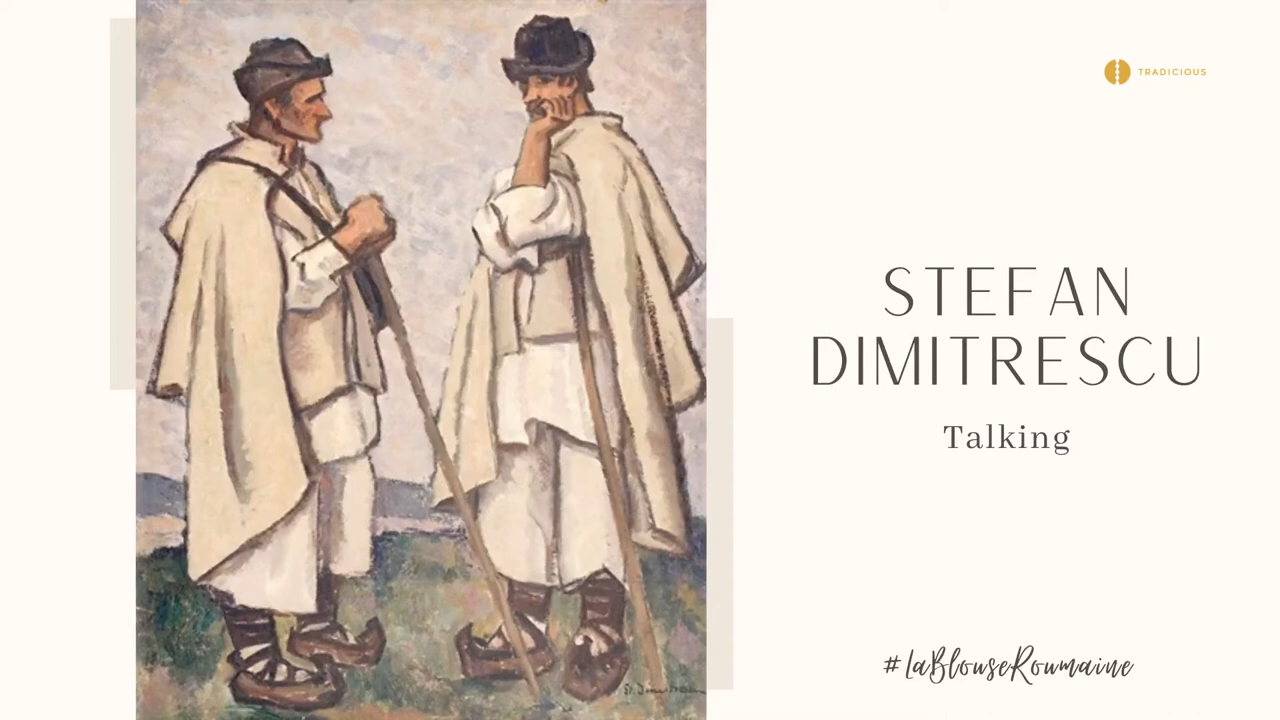 TRADICIOUS
STEFAN
DIMITRESCU
Talking
#laBlouseRoumaine